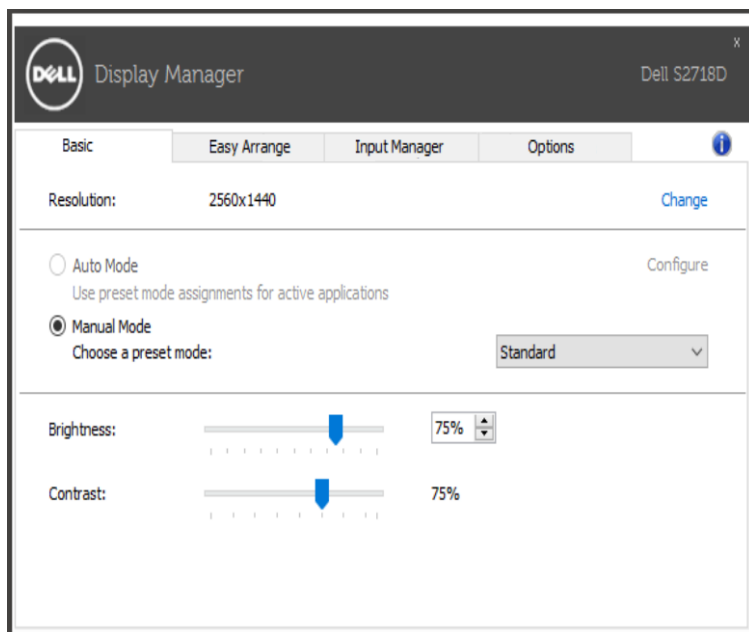 x
DELL Display Manager Dell S2718D
Basic Easy Arrange Input Manager Options i
Resolution: 2560x1440 Change
Auto Mode Configure
Use preset mode assignments for active applications
Manual Mode
Choose a preset mode: Standard
Brightness: 75%
Contrast: 75%